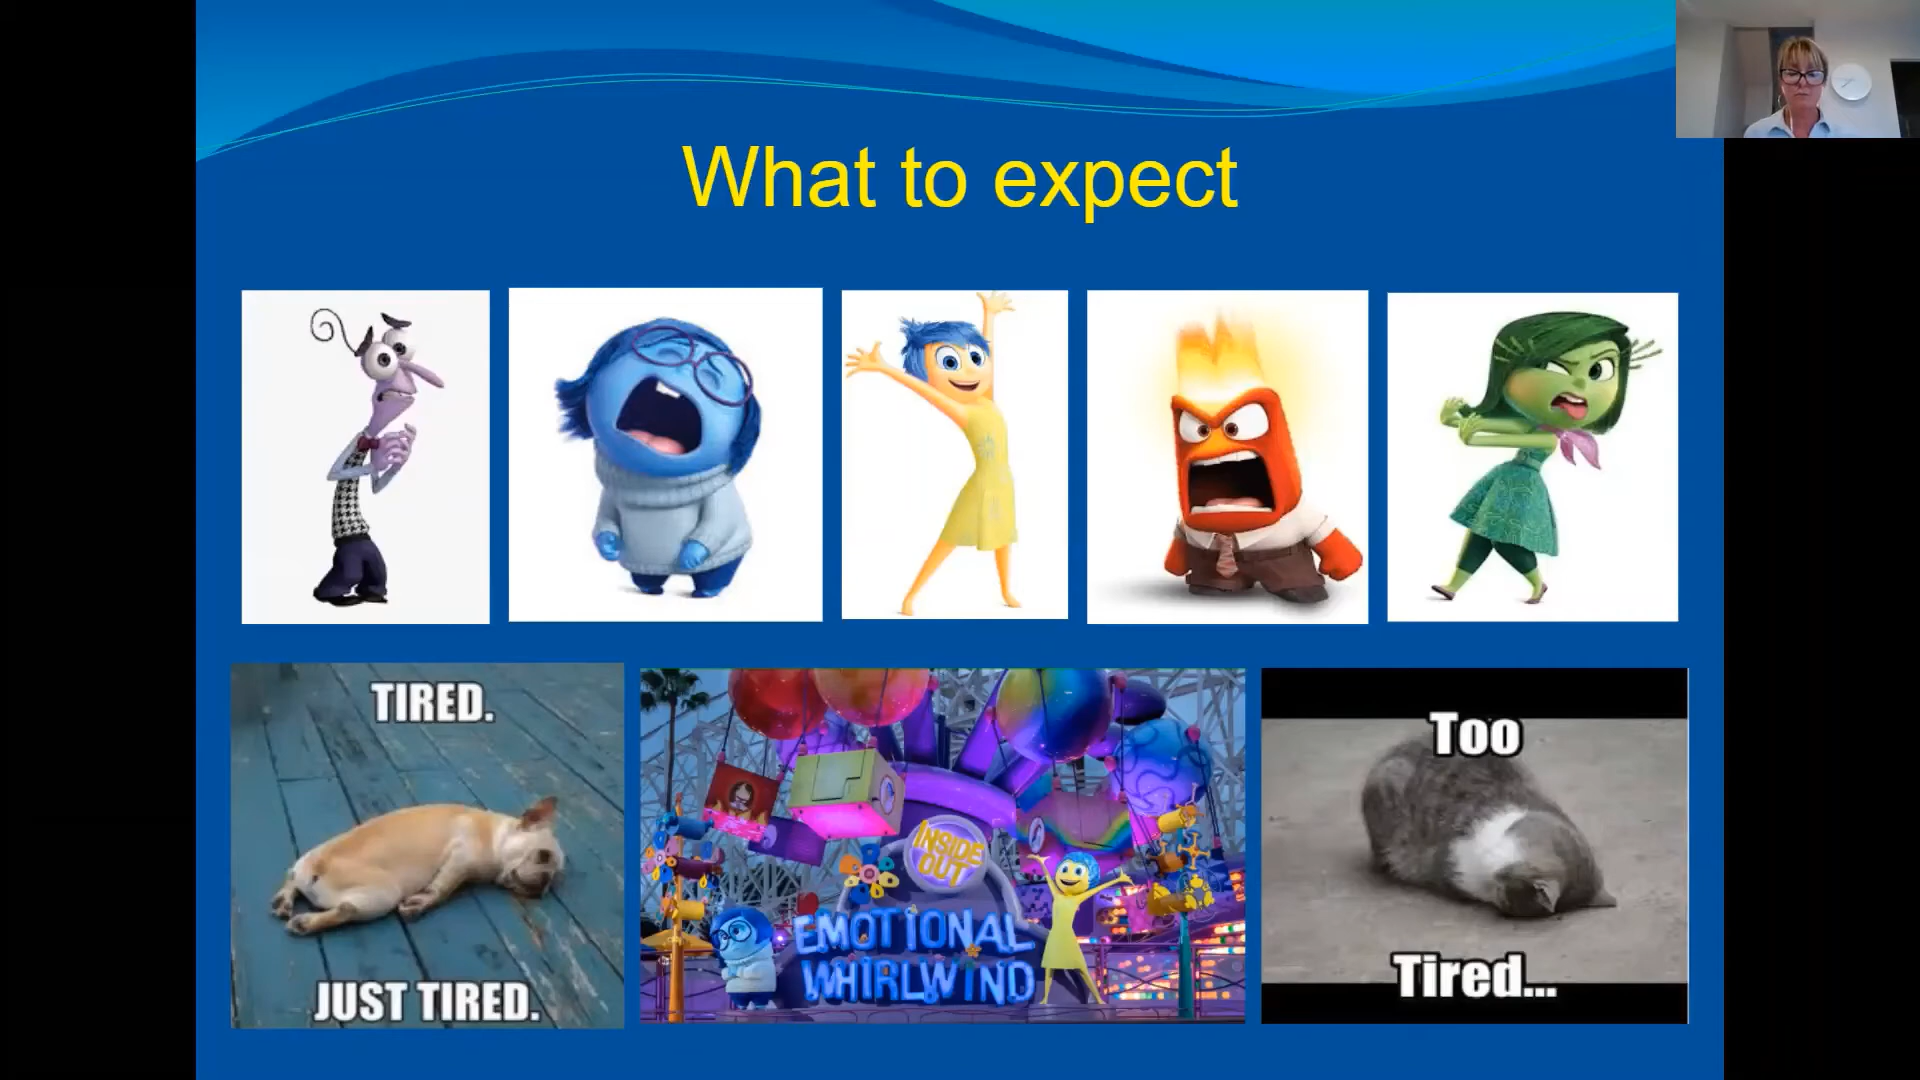 What to expect
TIRED.
JUST TIRED.
INSIDE
OUT
EMOTIONAL
WHIRLWIND
Too
Tired...